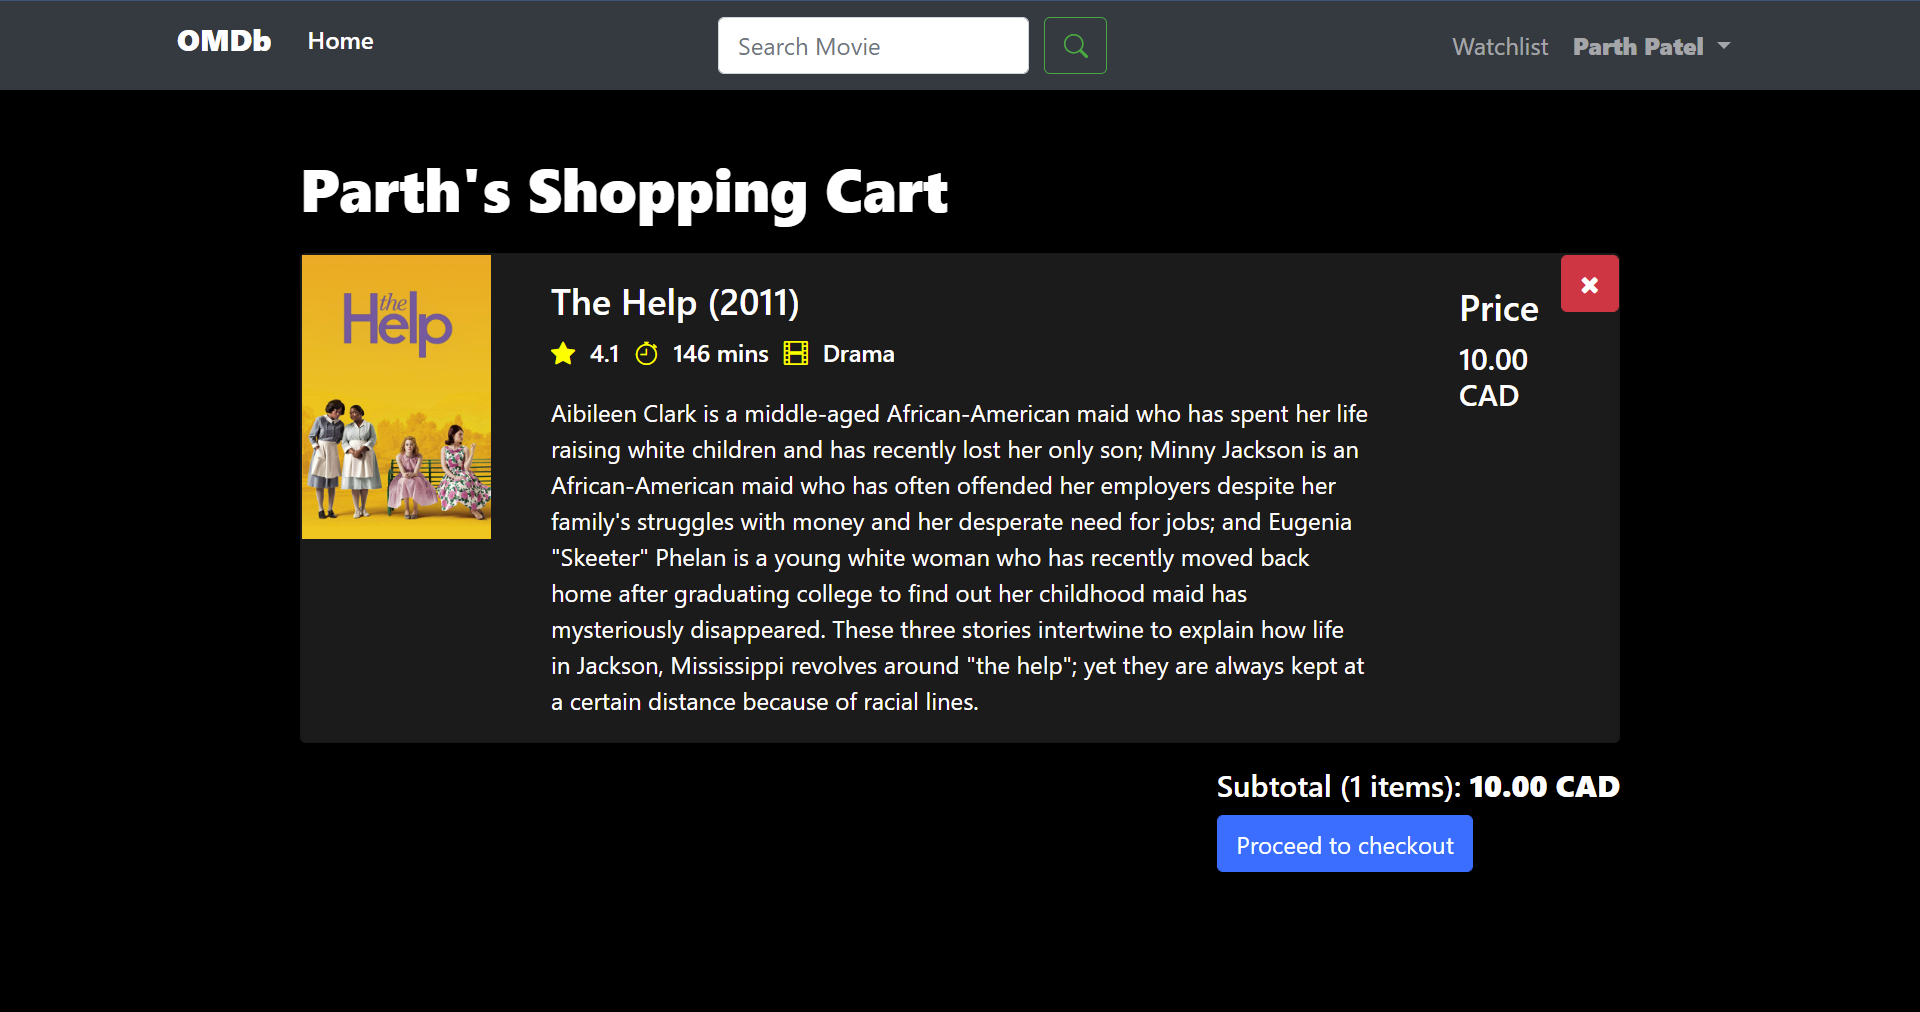 OMDb Home Search Movie Watchlist Parth Patel
Parth's Shopping Cart
the
Help
The Help (2011)
4.1 146 mins Drama
Aibileen Clark is a middle-aged African-American maid who has spent her life
raising white children and has recently lost her only son; Minny Jackson is an
African-American maid who has often offended her employers despite her
family's struggles with money and her desperate need for jobs; and Eugenia
"Skeeter" Phelan is a young white woman who has recently moved back
home after graduating college to find out her childhood maid has
mysteriously disappeared. These three stories intertwine to explain how life
in Jackson, Mississippi revolves around "the help"; yet they are always kept at
a certain distance because of racial lines.
Price
10.00
CAD
Subtotal (1 items): 10.00 CAD
Proceed to checkout